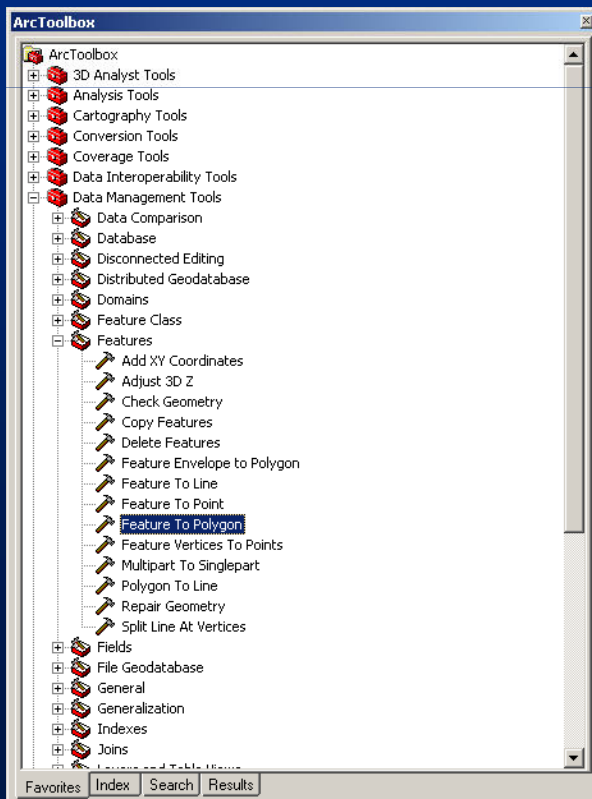 ArcToolbox
ArcToolbox
3D Analyst Tools
Analysis Tools
Cartography Tools
Conversion Tools
Coverage Tools
Data Interoperability Tools
Data Management Tools
Data Comparison
Database
Disconnected Editing
Distributed Geodatabase
Domains
Feature Class
Features
Add XY Coordinates
Adjust 3D Z
Check Geometry
Copy Features
Delete Features
Feature Envelope to Polygon
Feature To Line
Feature To Point
Feature To Polygon
Feature Vertices To Points
Multipart To Singlepart
Polygon To Line
Repair Geometry
Split Line At Vertices
Fields
File Geodatabase
General
Generalization
Indexes
Joins
Layers and Table Views
Favorites Index Search Results